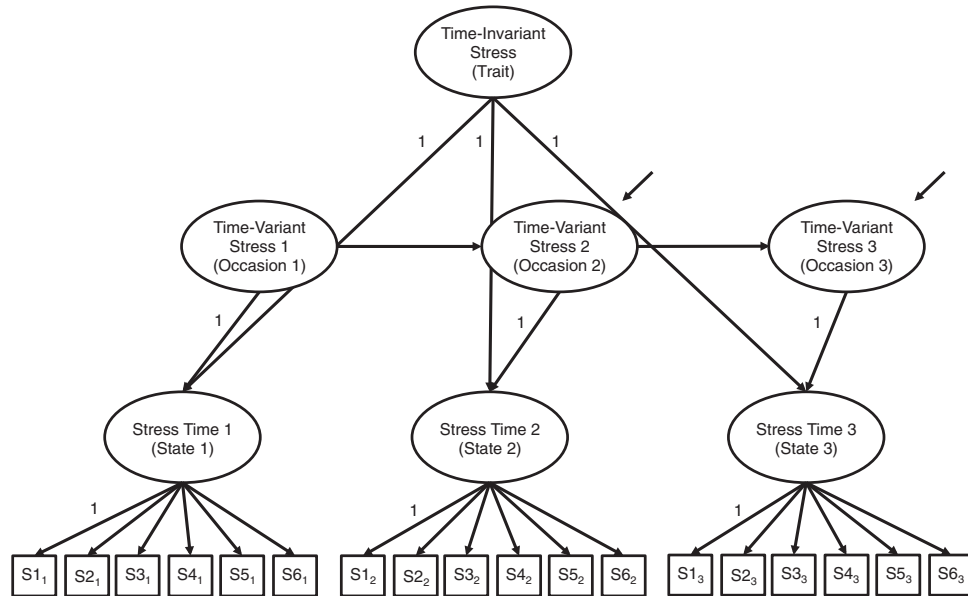 Time-Invariant
Stress
(Trait)
1 1 1
Time-Variant
Stress 1
(Occasion 1)
Time-Variant
Stress 2
(Occasion 2)
Time-Variant
Stress 3
(Occasion 3)
1 1 1
Stress Time 1
(State 1)
Stress Time 2
(State 2)
Stress Time 3
(State 3)
1 1 1
S1₁ S2₁ S3₁ S4₁ S5₁ S6₁ S1₂ S2₂ S3₂ S4₂ S5₂ S6₂ S1₃ S2₃ S3₃ S4₃ S5₃ S6₃